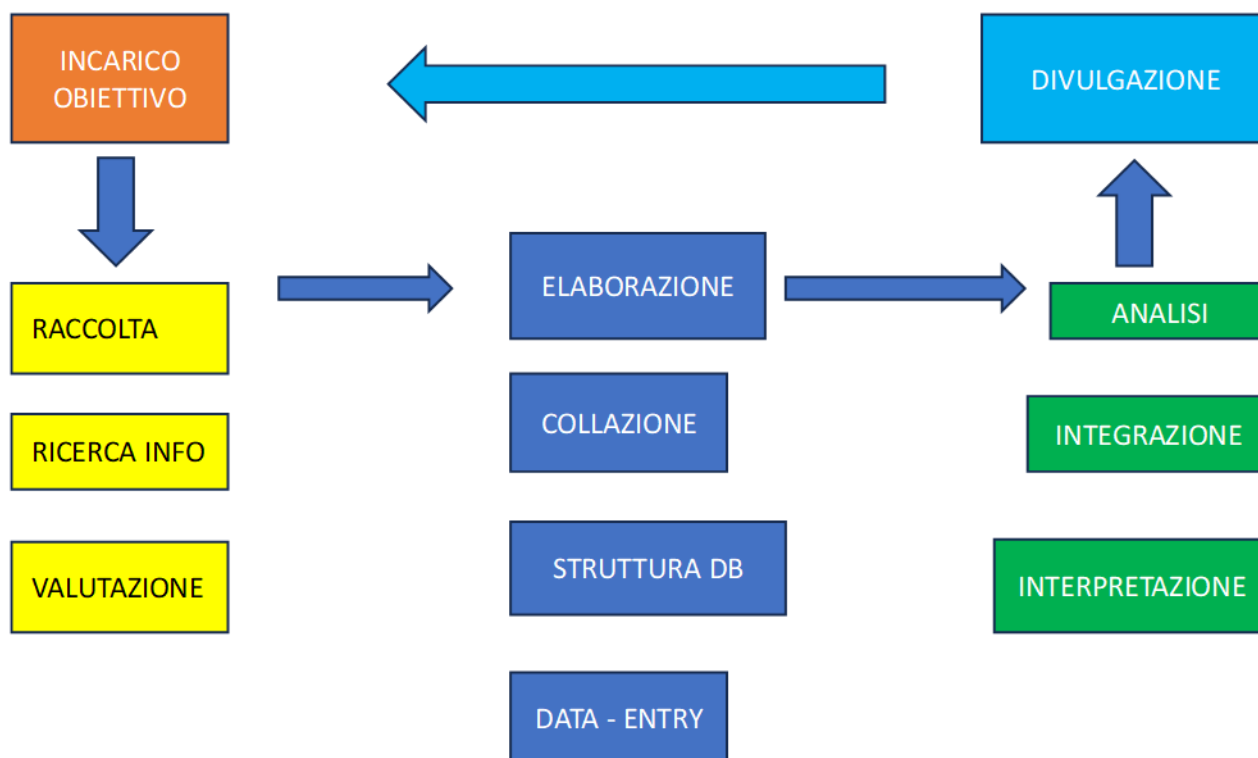 INCARICO
OBIETTIVO
DIVULGAZIONE
RACCOLTA
RICERCA INFO
VALUTAZIONE
ELABORAZIONE
COLLAZIONE
STRUTTURA DB
DATA - ENTRY
ANALISI
INTEGRAZIONE
INTERPRETAZIONE